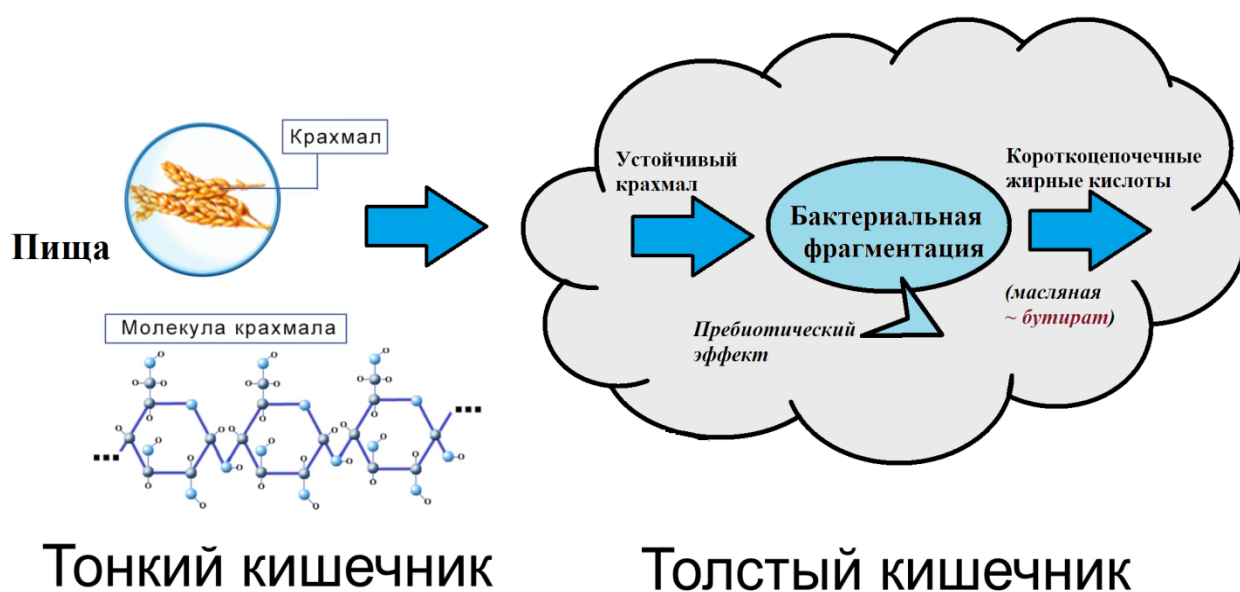 Крахмал
Пища
Молекула крахмала
Тонкий кишечник
Устойчивый
крахмал
Бактериальная
фрагментация
Пребиотический
эффект
Короткоцепочечные
жирные кислоты
(масляная
~ бутират)
Толстый кишечник